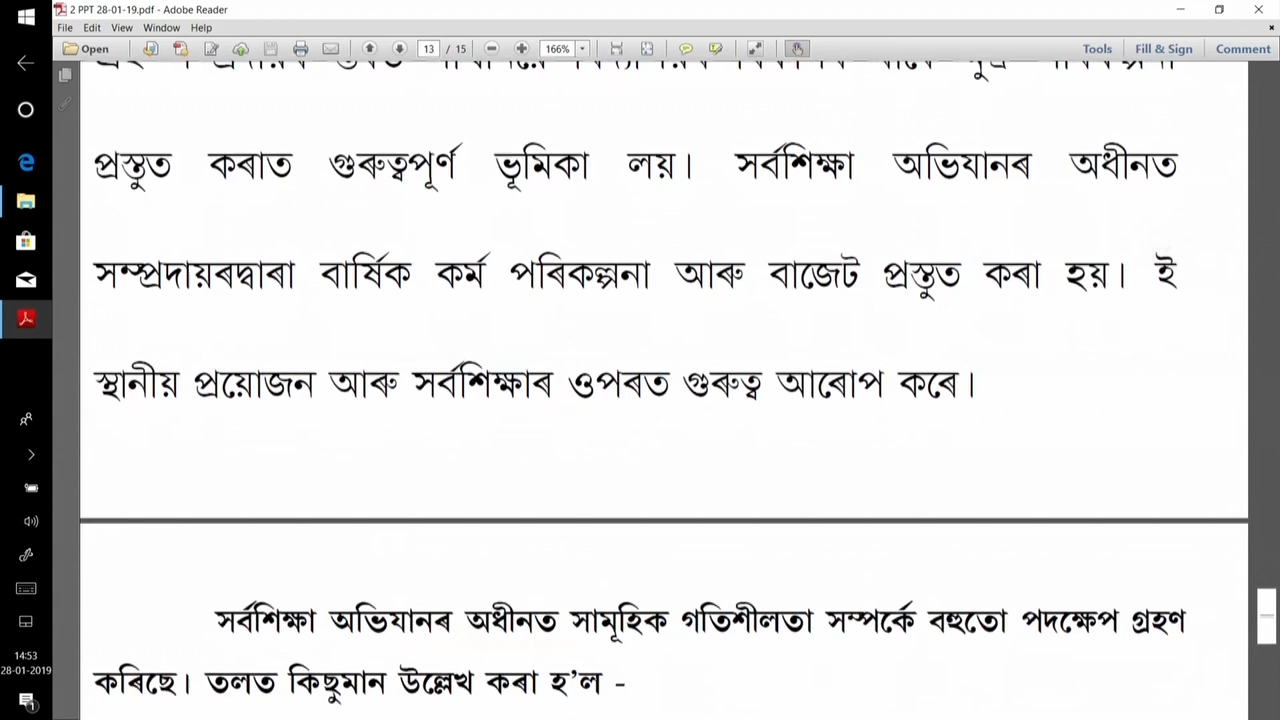 2 PPT 28-01-19.pdf - Adobe Reader
File Edit View Window Help
Open 13 / 15 166% Tools Fill & Sign Comment
প্ৰস্তুত কৰাত গুৰুত্বপূৰ্ণ ভূমিকা লয়। সৰ্বশিক্ষা অভিযানৰ অধীনত
সম্প্ৰদায়ৰদ্বাৰা বাৰ্ষিক কৰ্ম পৰিকল্পনা আৰু বাজেট প্ৰস্তুত কৰা হয়। ই
স্থানীয় প্ৰয়োজন আৰু সৰ্বশিক্ষাৰ ওপৰত গুৰুত্ব আৰোপ কৰে।
সৰ্বশিক্ষা অভিযানৰ অধীনত সামূহিক গতিশীলতা সম্পৰ্কে বহুতো পদক্ষেপ গ্ৰহণ
কৰিছে। তলত কিছুমান উল্লেখ কৰা হ’ল -
14:53
28-01-2019
1